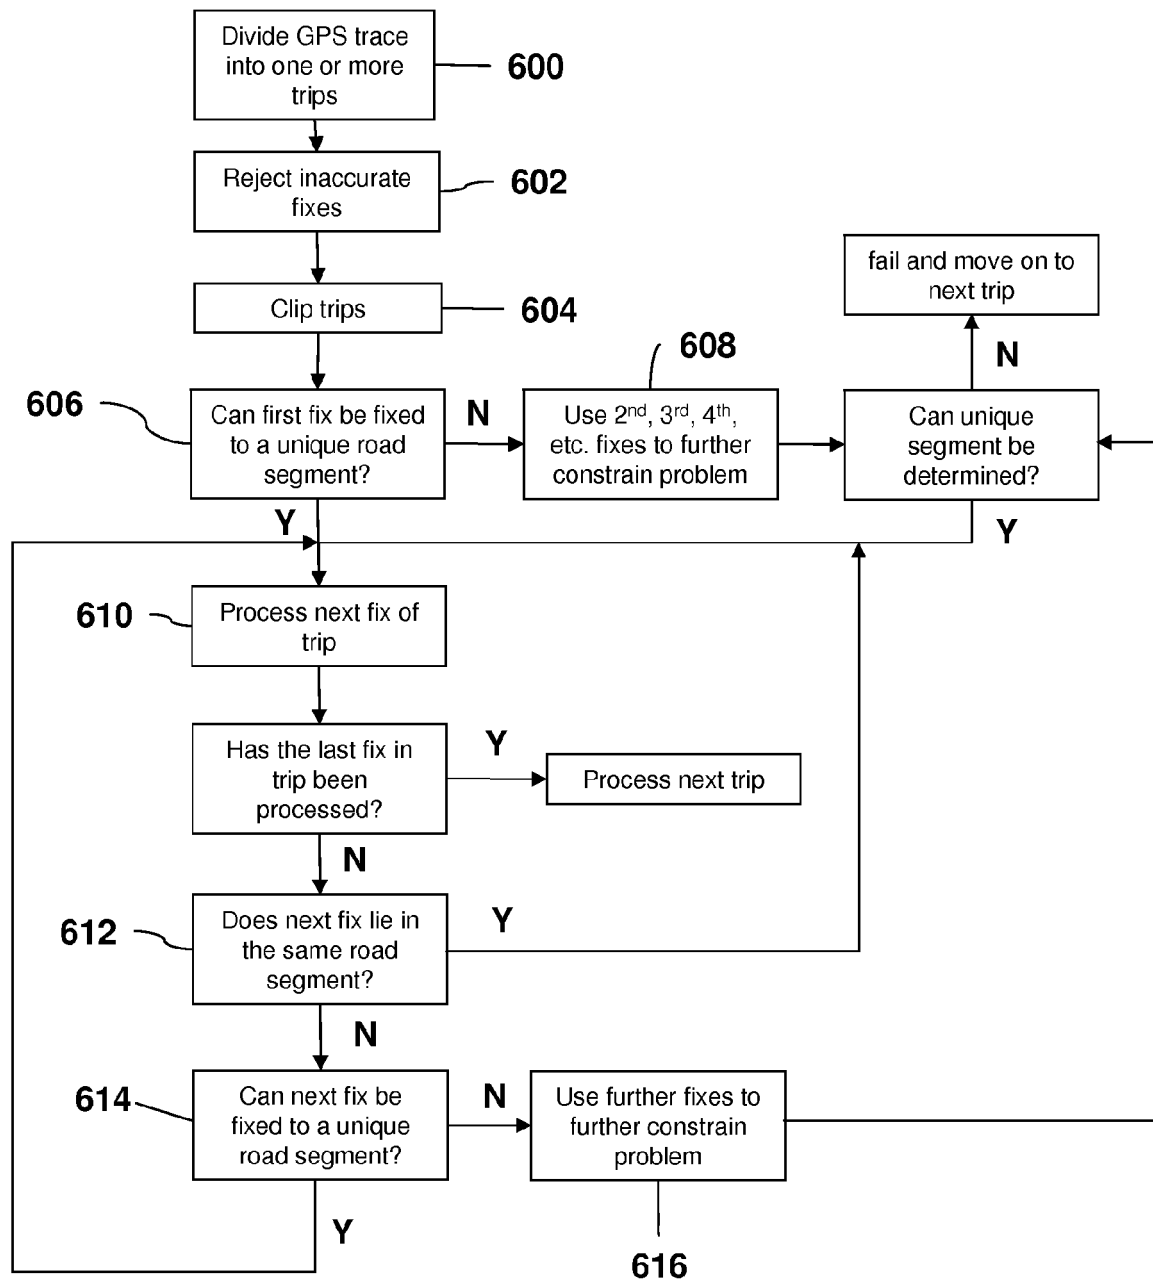 Divide GPS trace
into one or more
trips
600
Reject inaccurate
fixes
602
Clip trips
604
fail and move on to
next trip
N
608
606
Can first fix be fixed
to a unique road
segment?
N
Use 2nd, 3rd, 4th,
etc. fixes to further
constrain problem
Can unique
segment be
determined?
Y
Y
610
Process next fix of
trip
Has the last fix in
trip been
processed?
Y
Process next trip
N
612
Does next fix lie in
the same road
segment?
Y
N
614
Can next fix be
fixed to a unique
road segment?
N
Use further fixes to
further constrain
problem
Y
616